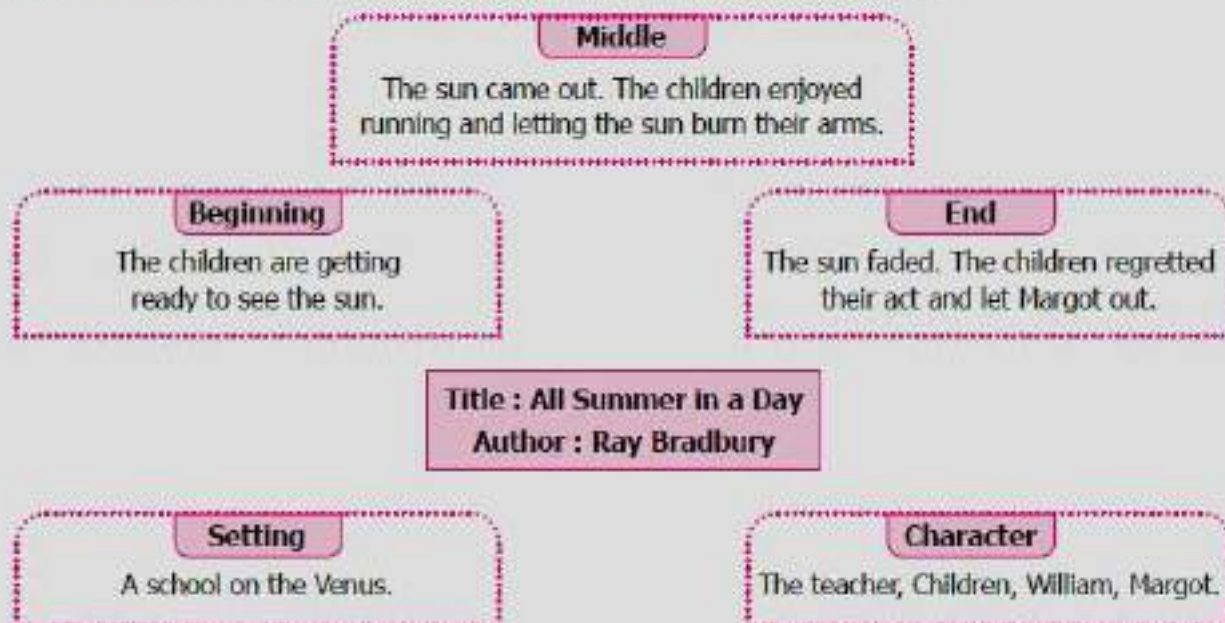 Middle
The sun came out. The children enjoyed
running and letting the sun burn their arms.
Beginning
The children are getting
ready to see the sun.
End
The sun faded. The children regretted
their act and let Margot out.
Title : All Summer in a Day
Author : Ray Bradbury
Setting
A school on the Venus.
Character
The teacher, Children, William, Margot.